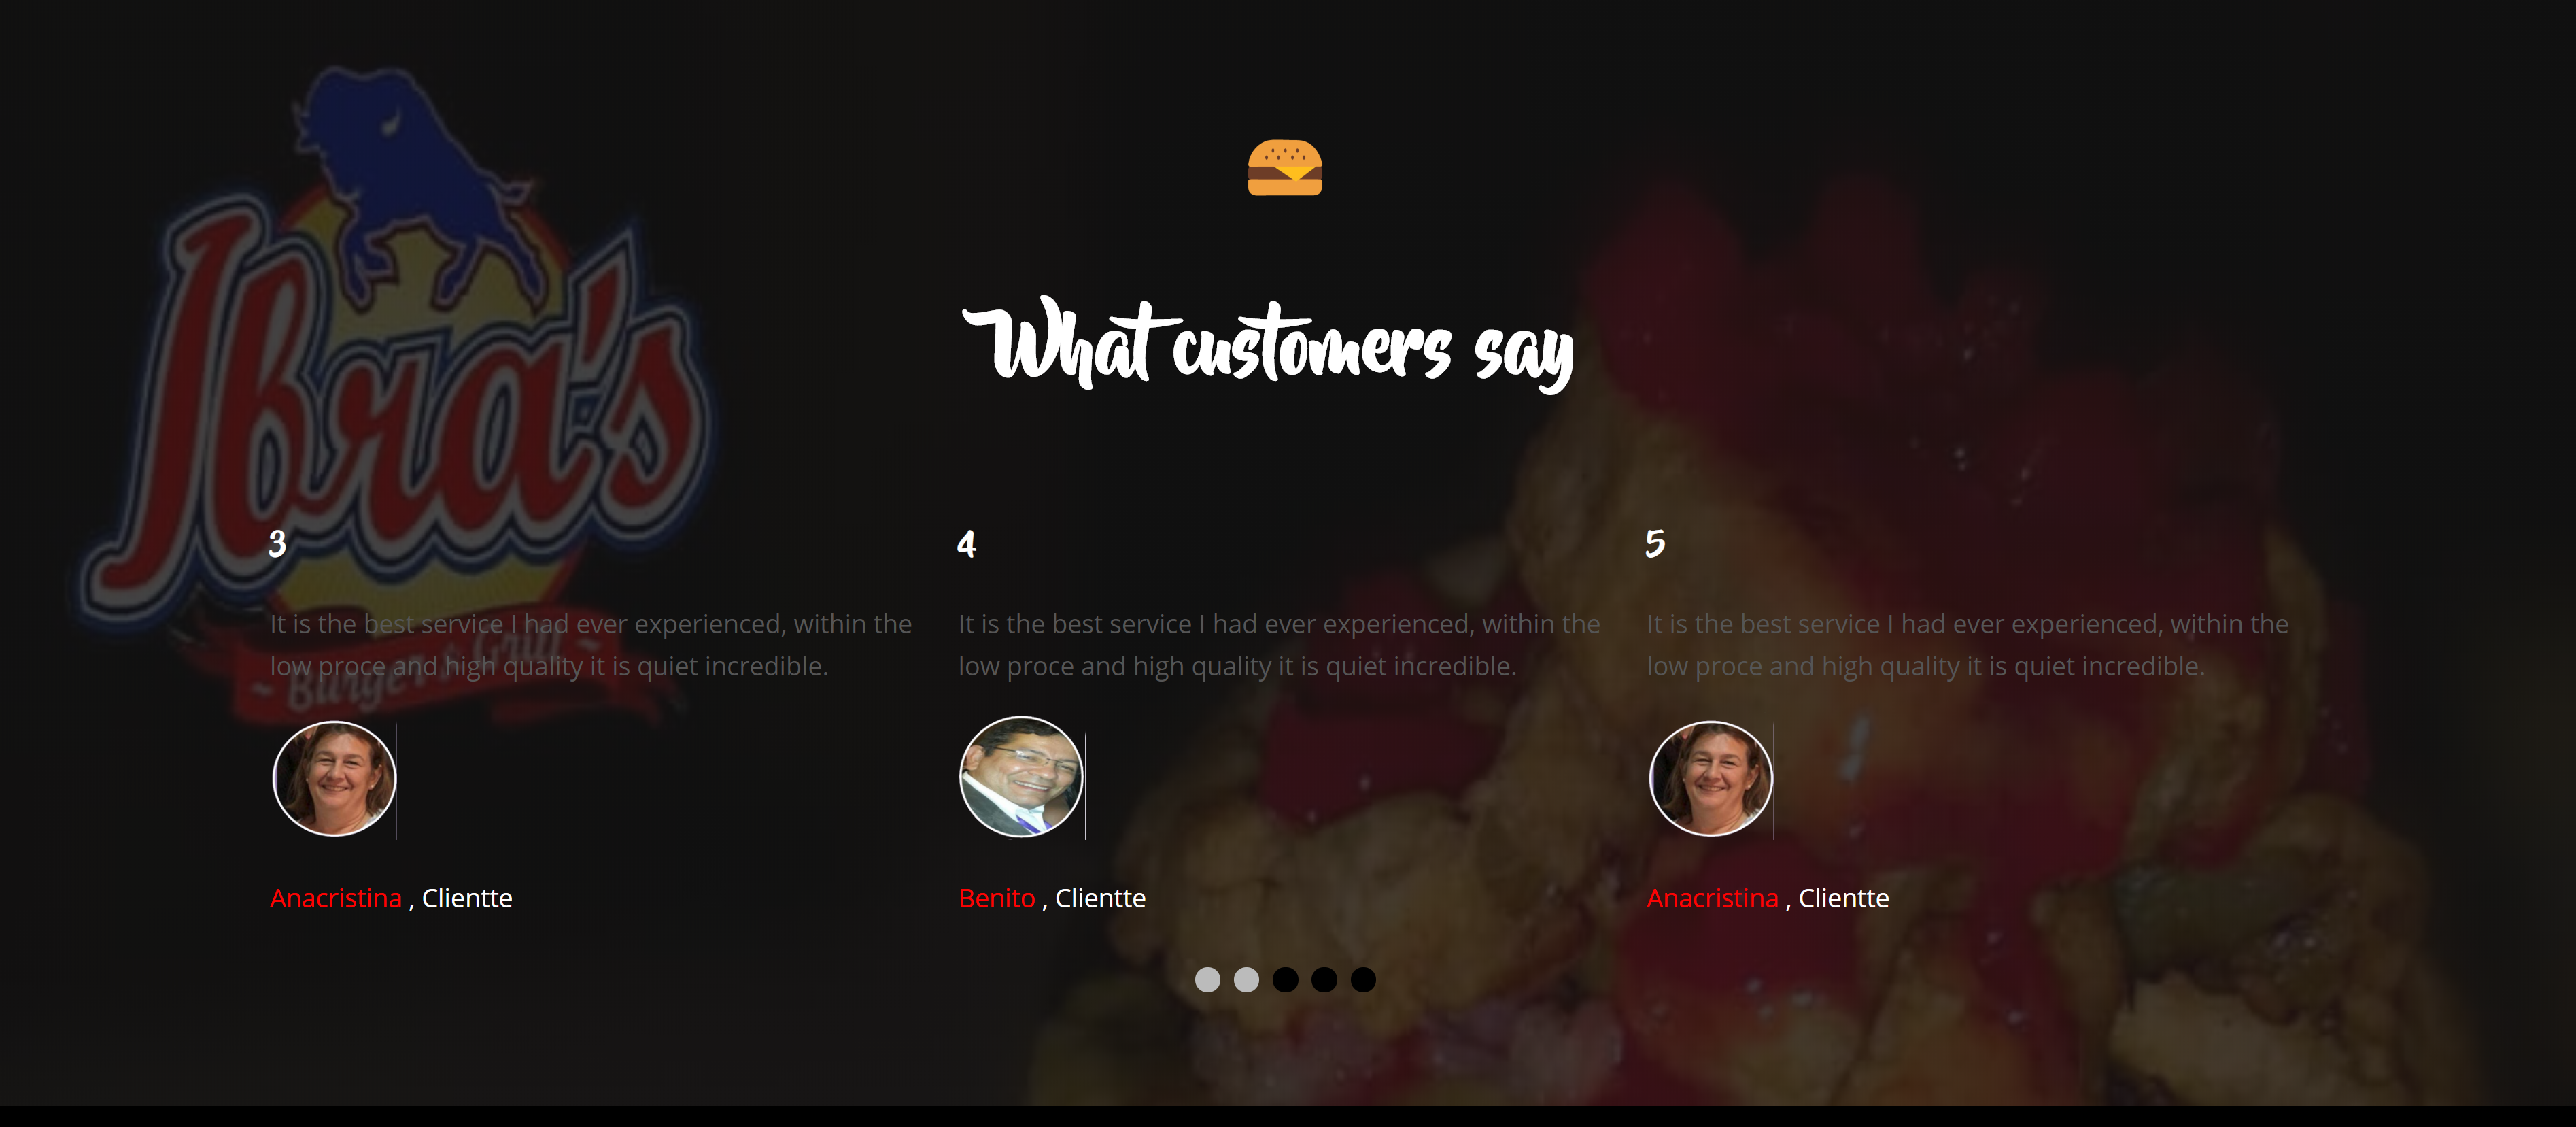 Ibra's
~ Burger & Grill ~
What customers say
3
It is the best service I had ever experienced, within the
low proce and high quality it is quiet incredible.
Anacristina , Clientte
4
It is the best service I had ever experienced, within the
low proce and high quality it is quiet incredible.
Benito , Clientte
5
It is the best service I had ever experienced, within the
low proce and high quality it is quiet incredible.
Anacristina , Clientte